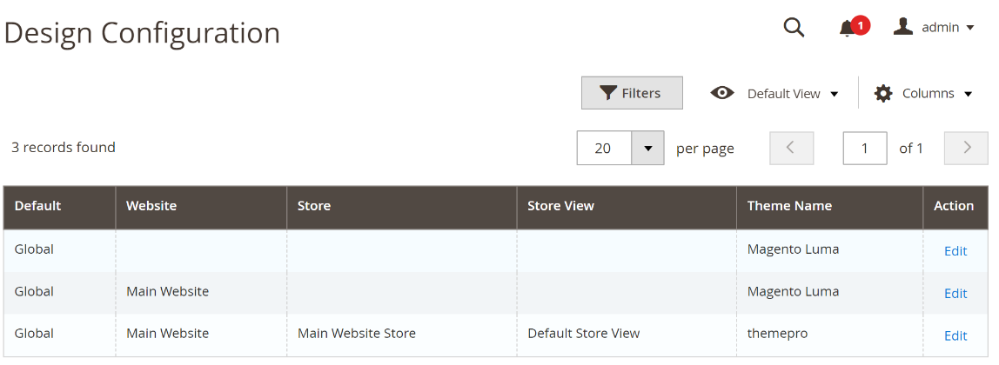 Design Configuration
1
admin
Filters
Default View
Columns
3 records found
20
per page
1
of 1
Default Website Store Store View Theme Name Action
Global Magento Luma Edit
Global Main Website Magento Luma Edit
Global Main Website Main Website Store Default Store View themepro Edit